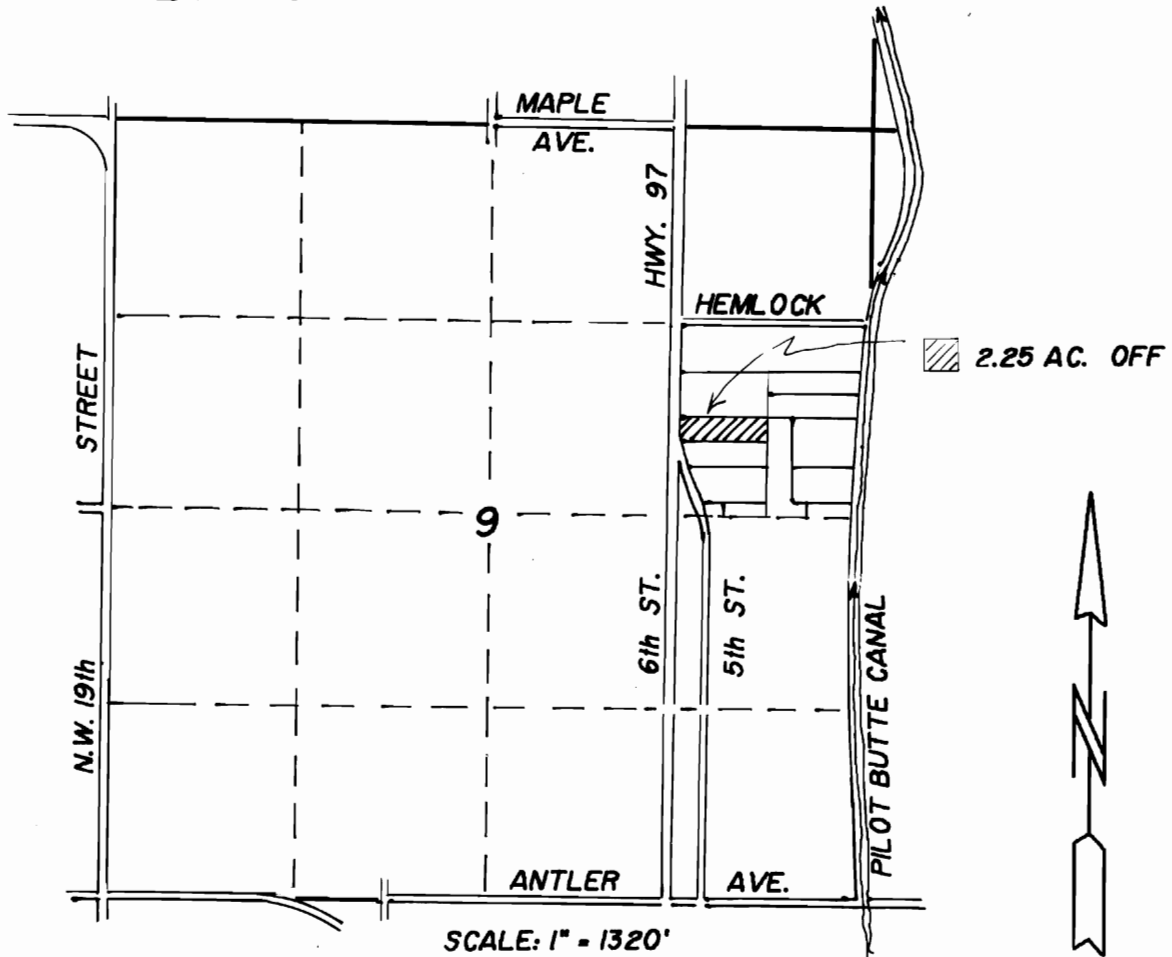 MAPLE
AVE.
HWY. 97
HEMLOCK
2.25 AC. OFF
STREET
9
N.W. 19th
6th ST.
5th ST.
PILOT BUTTE CANAL
N
ANTLER AVE.
SCALE: 1" = 1320'